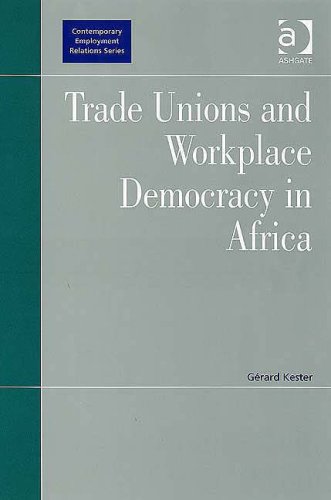 Contemporary
Employment
Relations Series
A
ASHGATE
Trade Unions and
Workplace
Democracy in
Africa
Gérard Kester